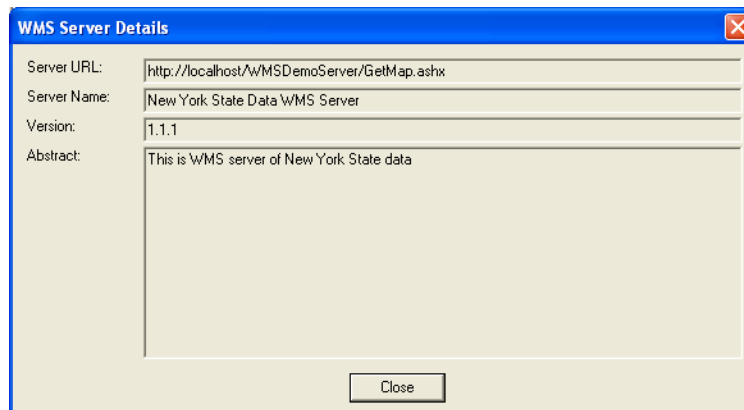 WMS Server Details
Server URL: http://localhost/WMSDemoServer/GetMap.ashx
Server Name: New York State Data WMS Server
Version: 1.1.1
Abstract: This is WMS server of New York State data
Close